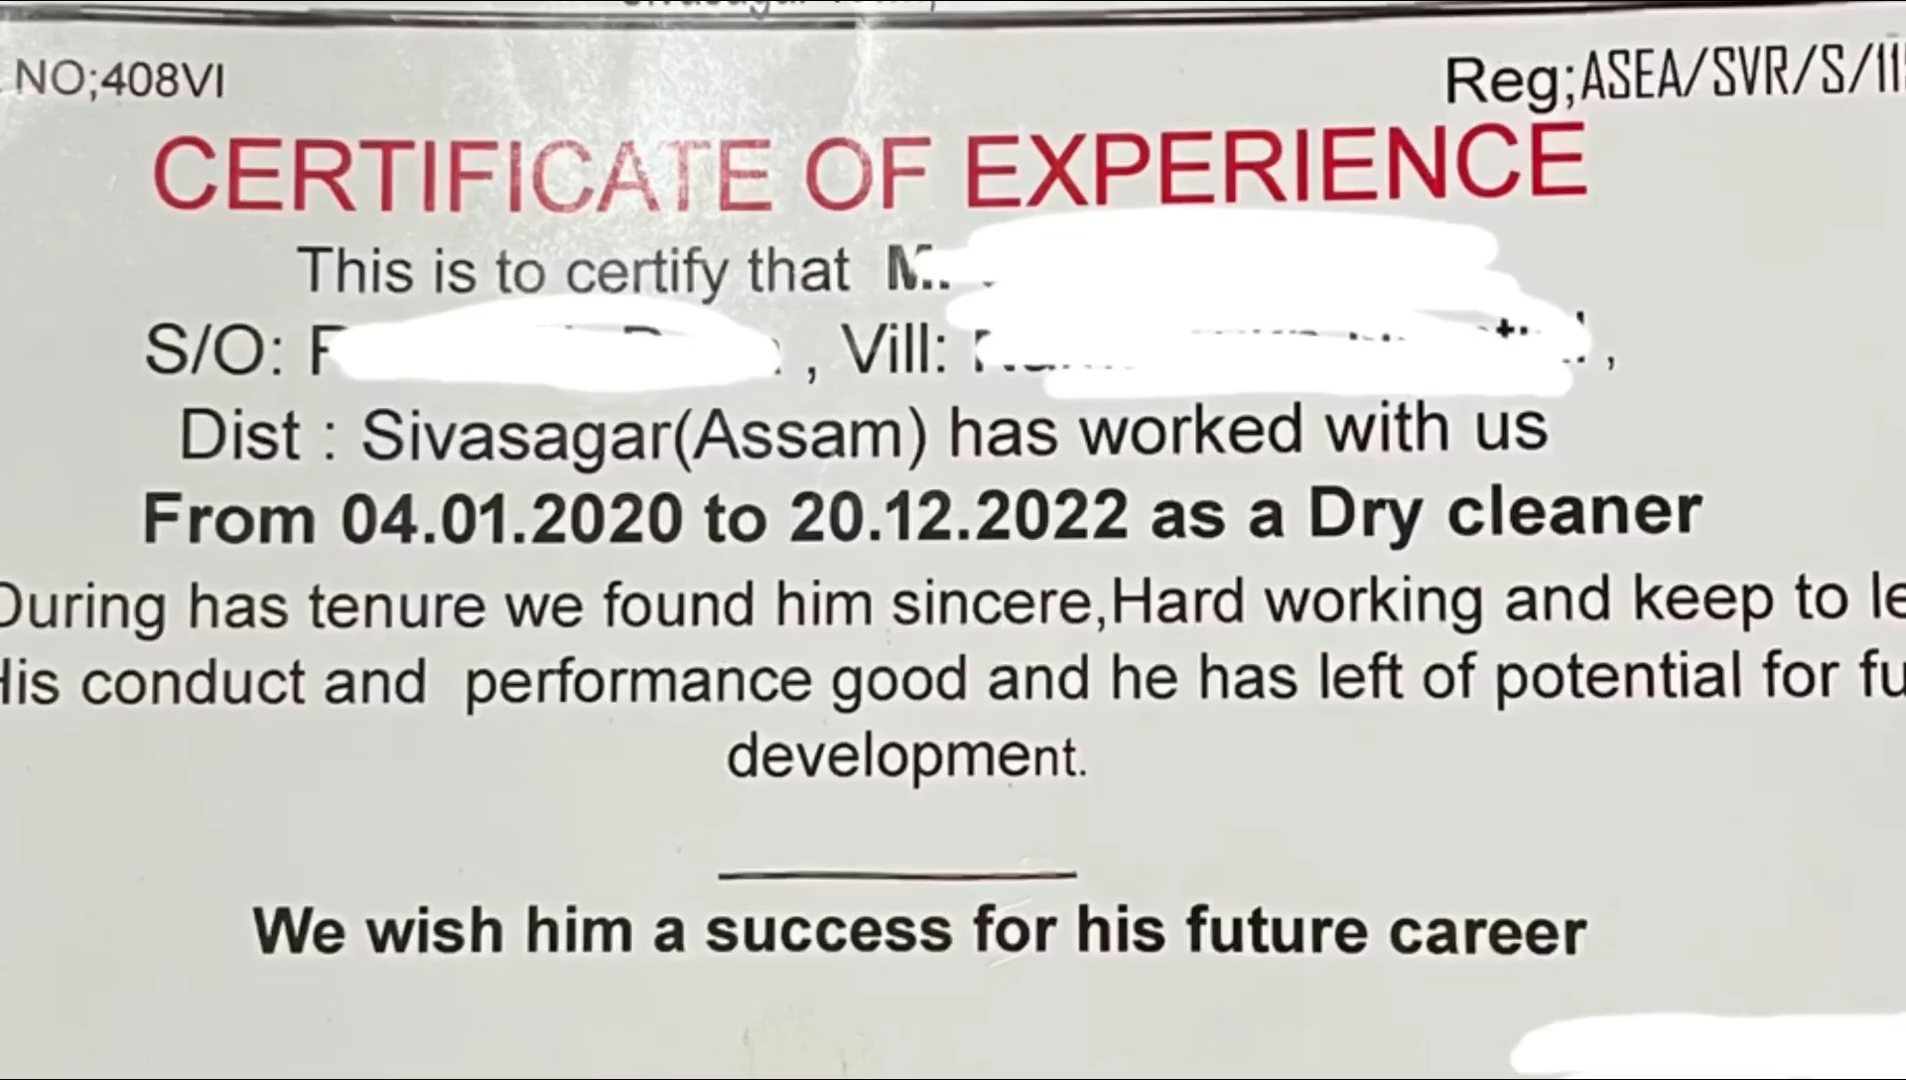 NO;408VI
Reg;ASEA/SVR/S/11
CERTIFICATE OF EXPERIENCE
This is to certify that
S/O: , Vill: ,
Dist : Sivasagar(Assam) has worked with us
From 04.01.2020 to 20.12.2022 as a Dry cleaner
During has tenure we found him sincere,Hard working and keep to le
His conduct and performance good and he has left of potential for fu
development.
We wish him a success for his future career